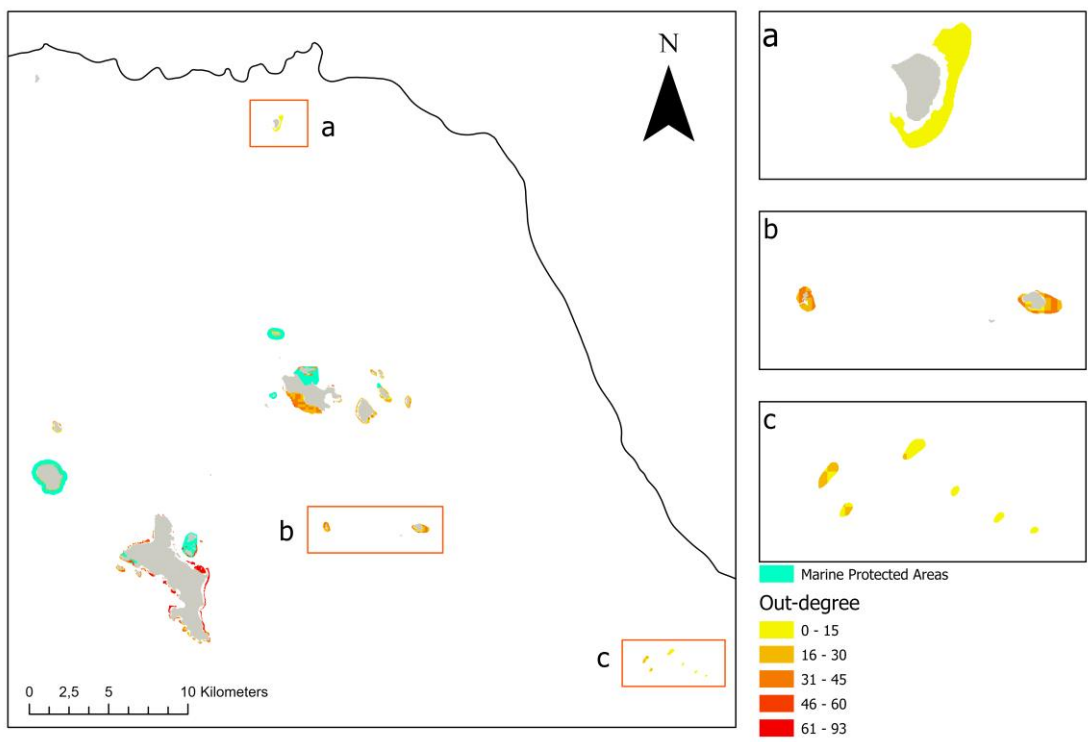 N
a
b
c
0 2,5 5 10 Kilometers
a
b
c
Marine Protected Areas
Out-degree
0 - 15
16 - 30
31 - 45
46 - 60
61 - 93